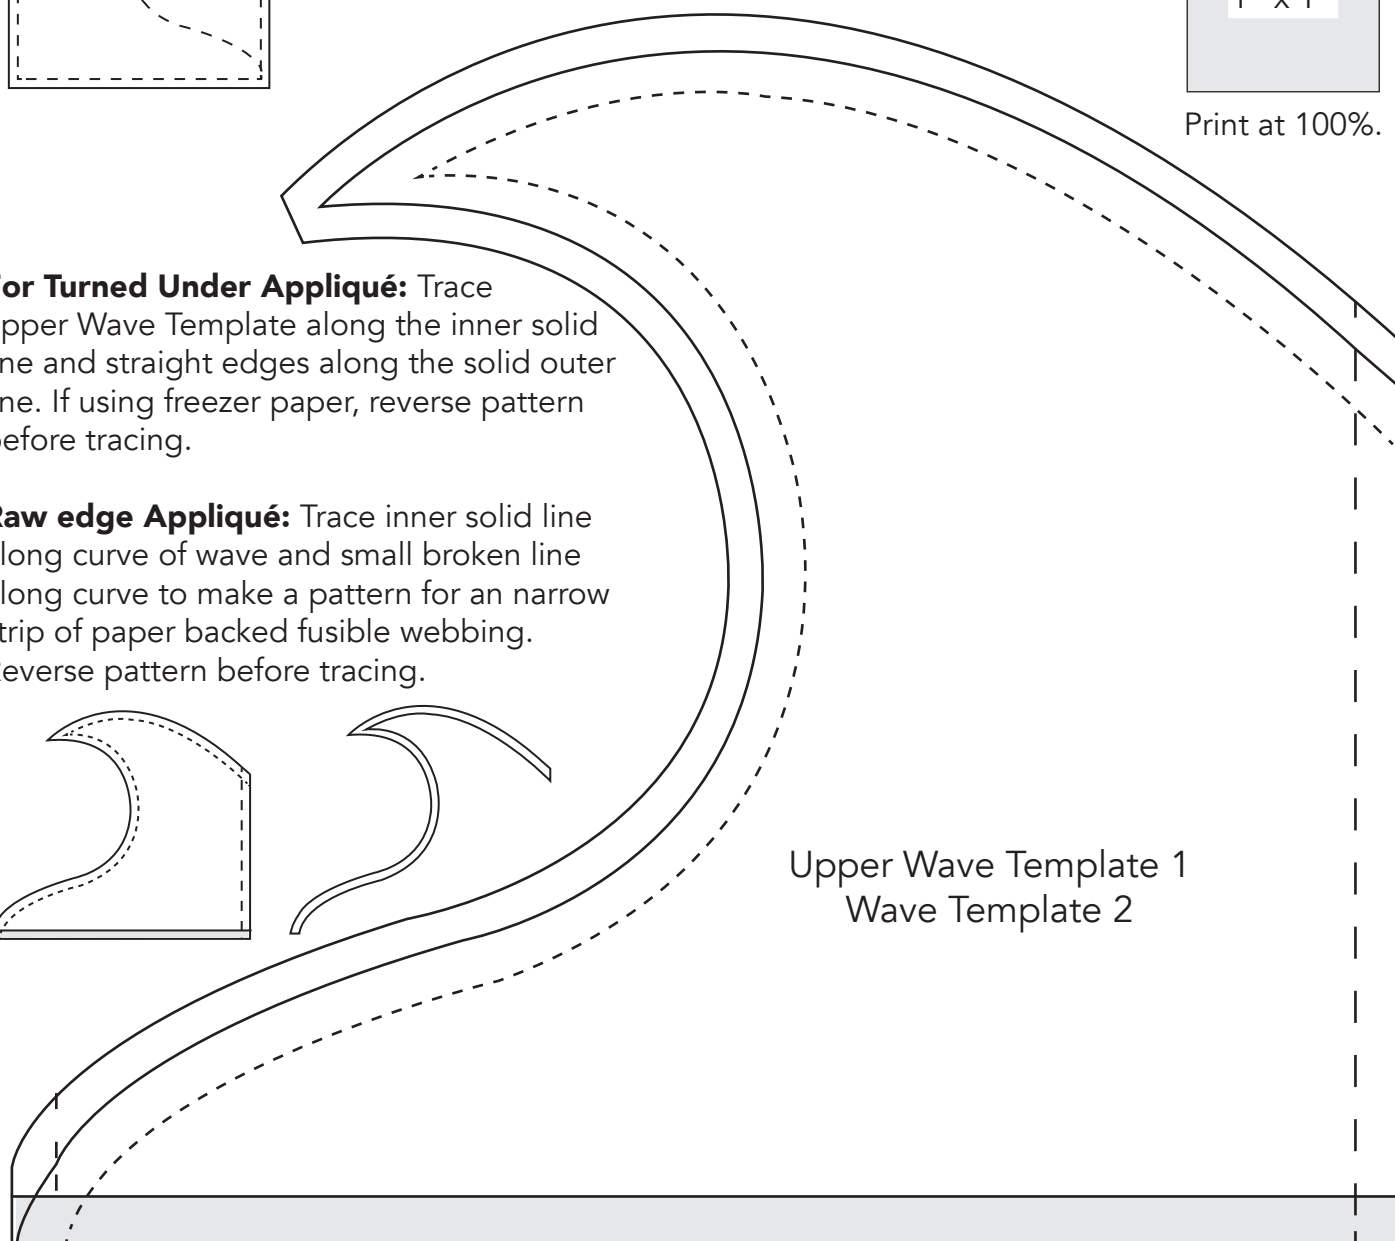 1" x 1"
Print at 100%.
or Turned Under Appliqué: Trace
pper Wave Template along the inner solid
ne and straight edges along the solid outer
ne. If using freezer paper, reverse pattern
efore tracing.
Raw edge Appliqué: Trace inner solid line
long curve of wave and small broken line
long curve to make a pattern for an narrow
trip of paper backed fusible webbing.
everse pattern before tracing.
Upper Wave Template 1
Wave Template 2